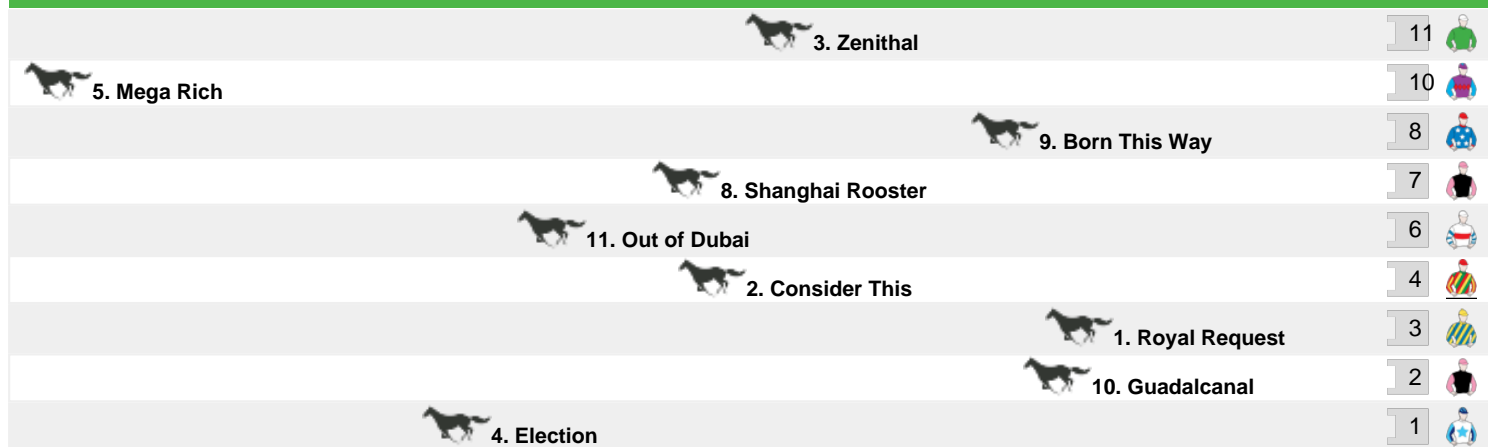 3. Zenithal 11
5. Mega Rich 10
9. Born This Way 8
8. Shanghai Rooster 7
11. Out of Dubai 6
2. Consider This 4
1. Royal Request 3
10. Guadalcanal 2
4. Election 1